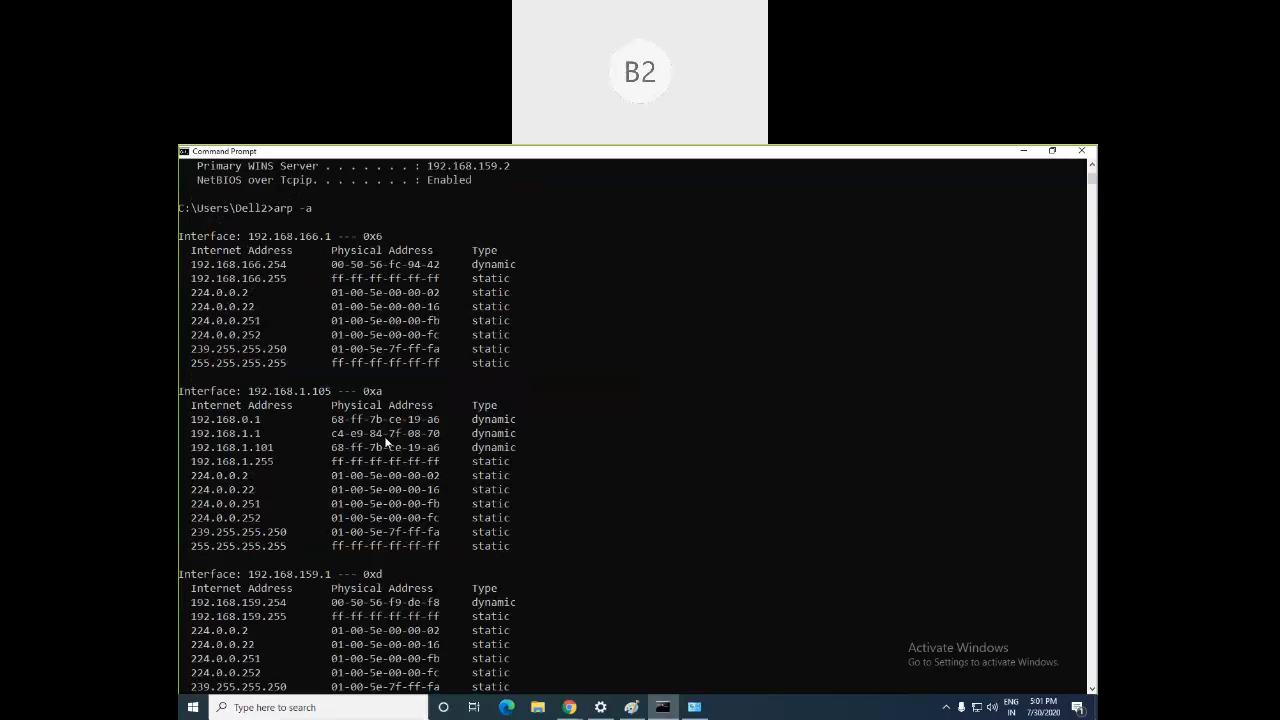 B2
Command Prompt
Primary WINS Server . . . . . . . : 192.168.159.2
NetBIOS over Tcpip. . . . . . . . : Enabled
C:\Users\Dell2>arp -a
Interface: 192.168.166.1 --- 0x6
Internet Address Physical Address Type
192.168.166.254 00-50-56-fc-94-42 dynamic
192.168.166.255 ff-ff-ff-ff-ff-ff static
224.0.0.2 01-00-5e-00-00-02 static
224.0.0.22 01-00-5e-00-00-16 static
224.0.0.251 01-00-5e-00-00-fb static
224.0.0.252 01-00-5e-00-00-fc static
239.255.255.250 01-00-5e-7f-ff-fa static
255.255.255.255 ff-ff-ff-ff-ff-ff static
Interface: 192.168.1.105 --- 0xa
Internet Address Physical Address Type
192.168.0.1 68-ff-7b-ce-19-a6 dynamic
192.168.1.1 c4-e9-84-7f-08-70 dynamic
192.168.1.101 68-ff-7b-ce-19-a6 dynamic
192.168.1.255 ff-ff-ff-ff-ff-ff static
224.0.0.2 01-00-5e-00-00-02 static
224.0.0.22 01-00-5e-00-00-16 static
224.0.0.251 01-00-5e-00-00-fb static
224.0.0.252 01-00-5e-00-00-fc static
239.255.255.250 01-00-5e-7f-ff-fa static
255.255.255.255 ff-ff-ff-ff-ff-ff static
Interface: 192.168.159.1 --- 0xd
Internet Address Physical Address Type
192.168.159.254 00-50-56-f9-de-f8 dynamic
192.168.159.255 ff-ff-ff-ff-ff-ff static
224.0.0.2 01-00-5e-00-00-02 static
224.0.0.22 01-00-5e-00-00-16 static
224.0.0.251 01-00-5e-00-00-fb static
224.0.0.252 01-00-5e-00-00-fc static
239.255.255.250 01-00-5e-7f-ff-fa static
Activate Windows
Go to Settings to activate Windows.
Type here to search
ENG
IN
5:01 PM
7/30/2020
1